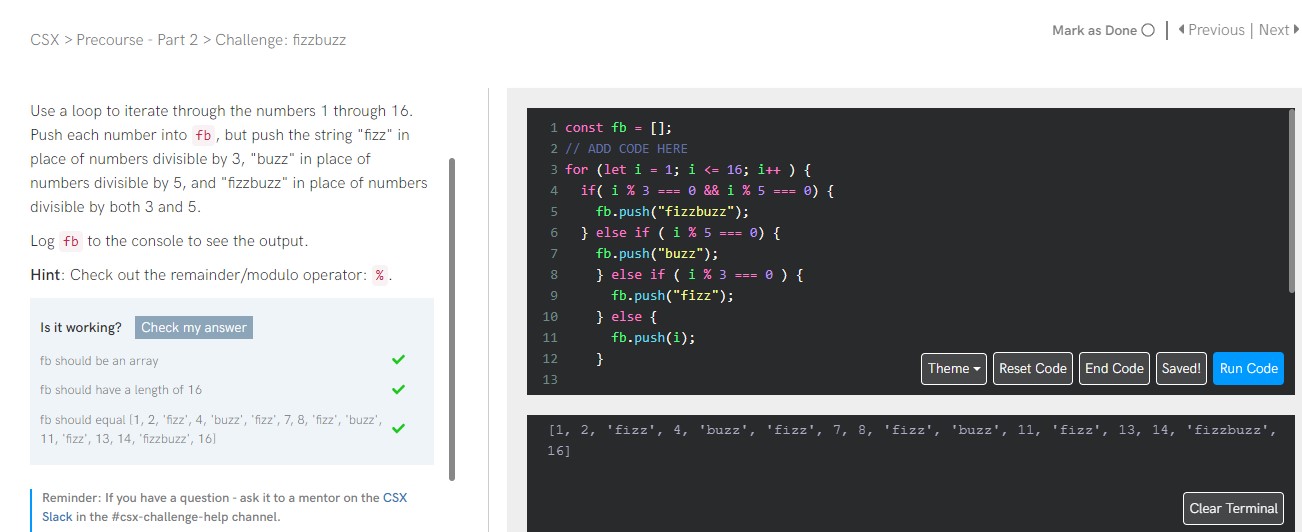 CSX > Precourse - Part 2 > Challenge: fizzbuzz
Mark as Done
Previous | Next
Use a loop to iterate through the numbers 1 through 16.
Push each number into fb, but push the string "fizz" in
place of numbers divisible by 3, "buzz" in place of
numbers divisible by 5, and "fizzbuzz" in place of numbers
divisible by both 3 and 5.
Log fb to the console to see the output.
Hint: Check out the remainder/modulo operator: %.
Is it working? Check my answer
fb should be an array
fb should have a length of 16
fb should equal [1, 2, 'fizz', 4, 'buzz', 'fizz', 7, 8, 'fizz', 'buzz',
11, 'fizz', 13, 14, 'fizzbuzz', 16]
Reminder: If you have a question - ask it to a mentor on the CSX
Slack in the #csx-challenge-help channel.
1 const fb = [];
2 // ADD CODE HERE
3 for (let i = 1; i <= 16; i++ ) {
4   if( i % 3 === 0 && i % 5 === 0) {
5     fb.push("fizzbuzz");
6   } else if ( i % 5 === 0) {
7     fb.push("buzz");
8     } else if ( i % 3 === 0 ) {
9       fb.push("fizz");
10     } else {
11       fb.push(i);
12     }
13
Theme Reset Code End Code Saved! Run Code
[1, 2, 'fizz', 4, 'buzz', 'fizz', 7, 8, 'fizz', 'buzz', 11, 'fizz', 13, 14, 'fizzbuzz',
16]
Clear Terminal